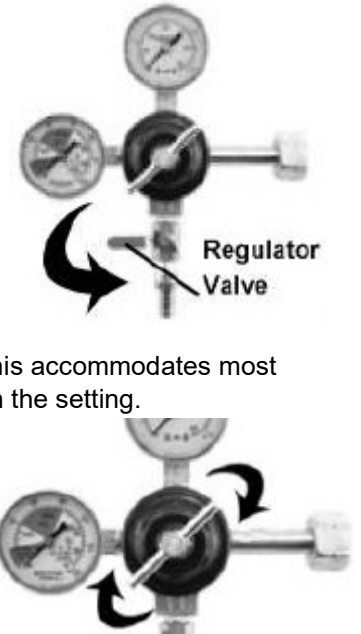 Regulator
Valve
his accommodates most
n the setting.